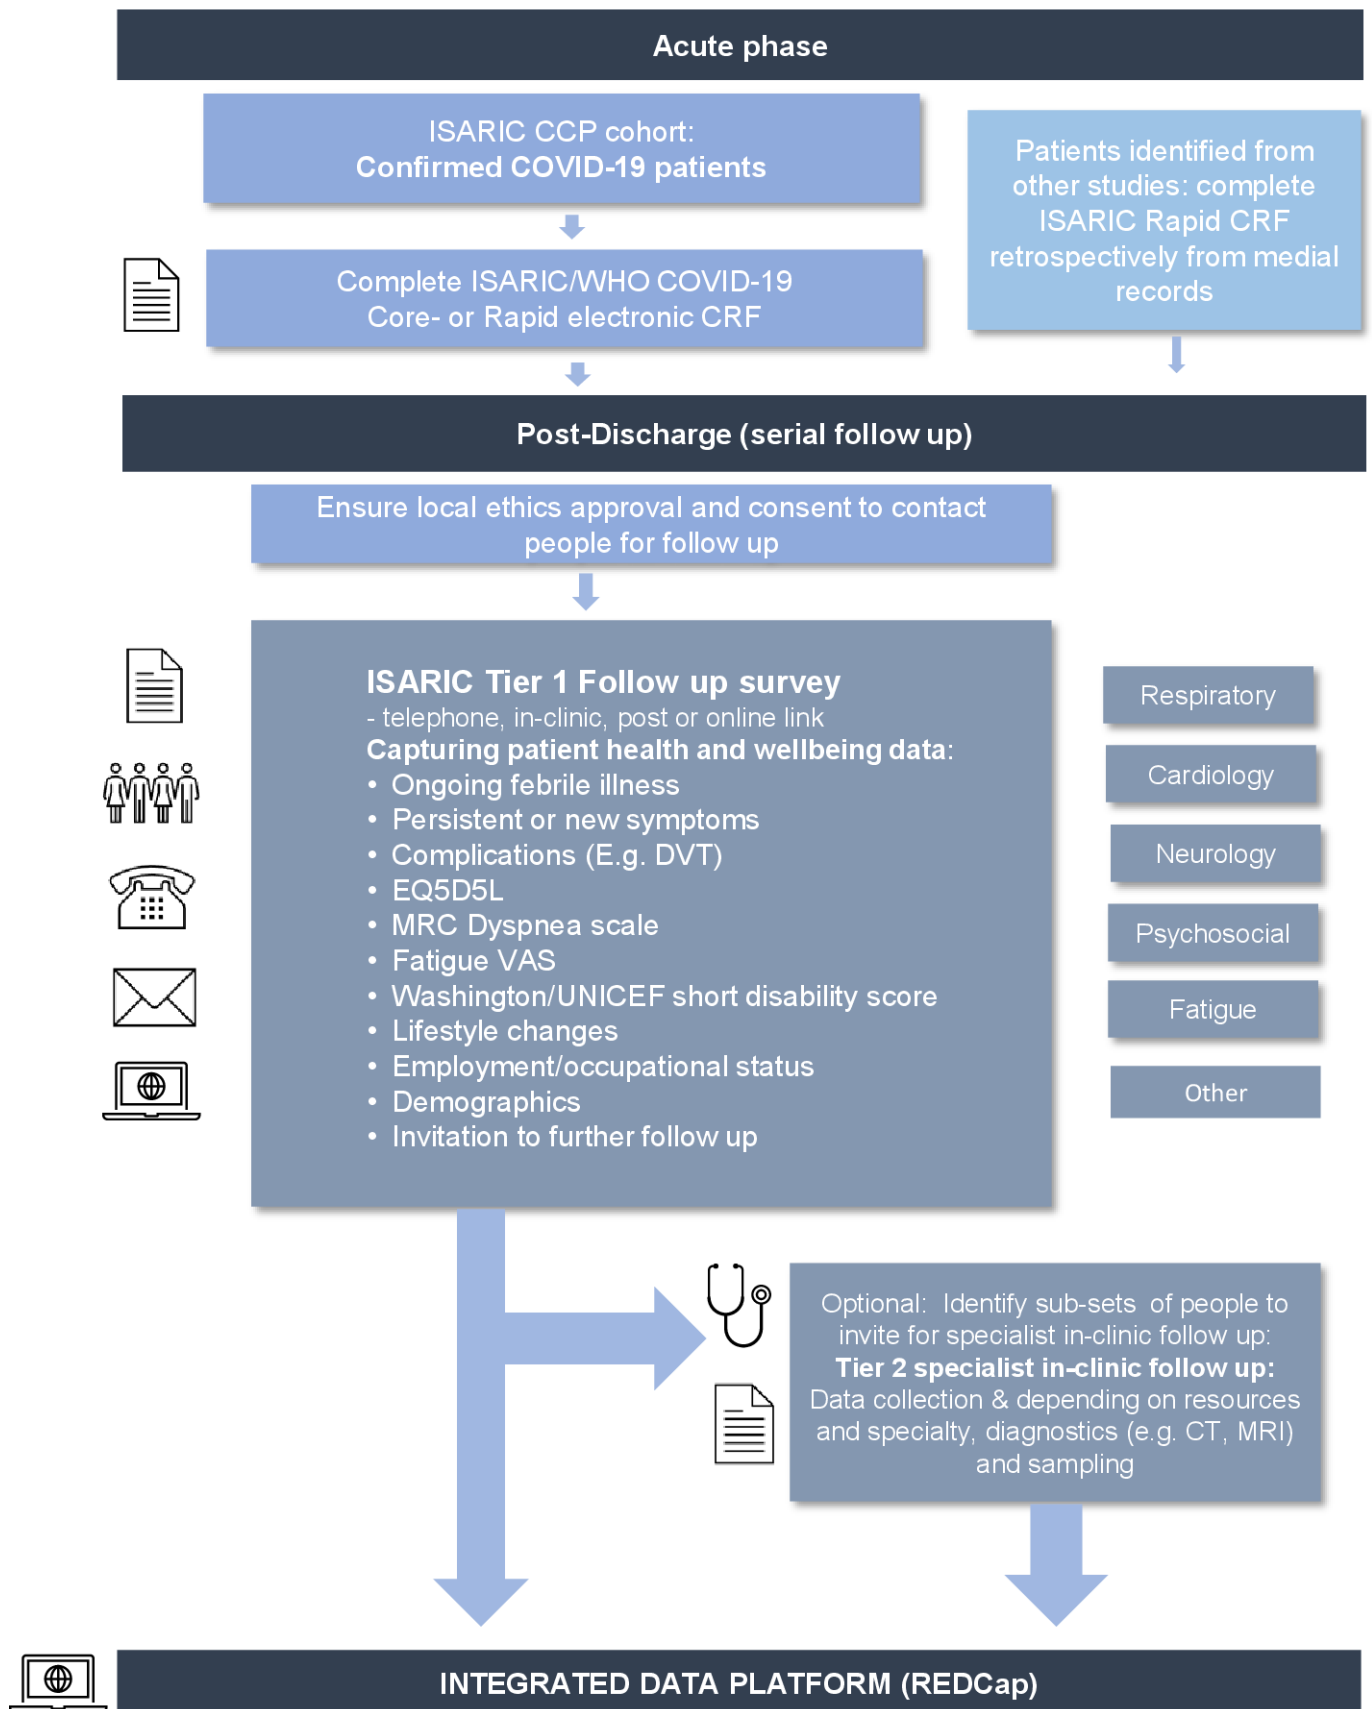 Acute phase
ISARIC CCP cohort:
Confirmed COVID-19 patients
Patients identified from
other studies: complete
ISARIC Rapid CRF
retrospectively from medial
records
Complete ISARIC/WHO COVID-19
Core- or Rapid electronic CRF
Post-Discharge (serial follow up)
Ensure local ethics approval and consent to contact
people for follow up
ISARIC Tier 1 Follow up survey
- telephone, in-clinic, post or online link
Capturing patient health and wellbeing data:
• Ongoing febrile illness
• Persistent or new symptoms
• Complications (E.g. DVT)
• EQ5D5L
• MRC Dyspnea scale
• Fatigue VAS
• Washington/UNICEF short disability score
• Lifestyle changes
• Employment/occupational status
• Demographics
• Invitation to further follow up
Respiratory
Cardiology
Neurology
Psychosocial
Fatigue
Other
Optional: Identify sub-sets of people to
invite for specialist in-clinic follow up:
Tier 2 specialist in-clinic follow up:
Data collection & depending on resources
and specialty, diagnostics (e.g. CT, MRI)
and sampling
INTEGRATED DATA PLATFORM (REDCap)